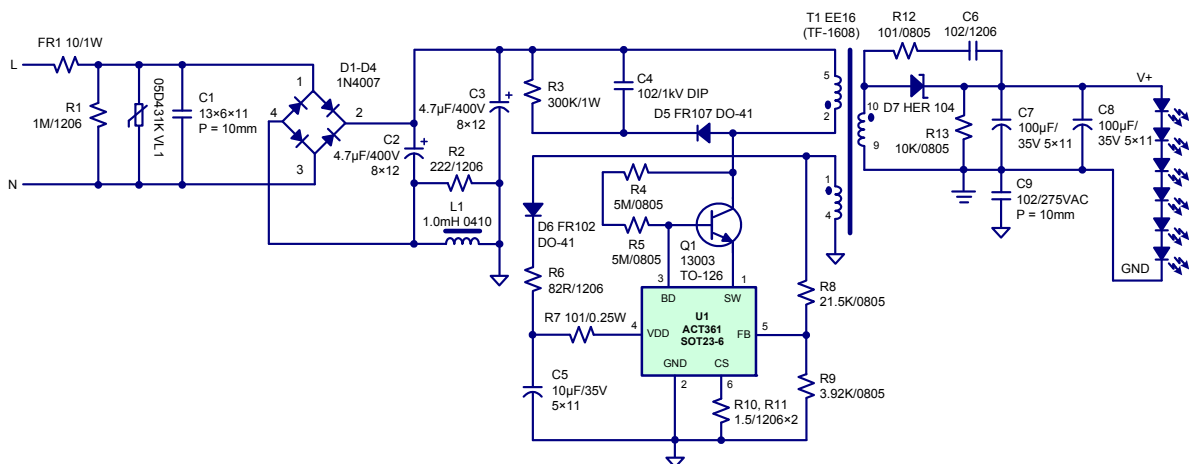 FR1 10/1W
L
R1
1M/1206
05D431K VL1
C1
13×6×11
P = 10mm
N
D1-D4
1N4007
1
4
2
3
C3
4.7µF/400V
8×12
C2
4.7µF/400V
8×12
R2
222/1206
L1
1.0mH 0410
R3
300K/1W
C4
102/1kV DIP
D5 FR107 DO-41
T1 EE16
(TF-1608)
5
2
1
4
10
9
R12
101/0805
C6
102/1206
D7 HER 104
R13
10K/0805
C7
100µF/
35V 5×11
C8
100µF/
35V 5×11
V+
C9
102/275VAC
P = 10mm
GND
D6 FR102
DO-41
R4
5M/0805
R5
5M/0805
Q1
13003
TO-126
R6
82R/1206
R7 101/0.25W
3
1
BD
SW
4
VDD
U1
ACT361
SOT23-6
FB
5
GND
CS
2
6
R8
21.5K/0805
R9
3.92K/0805
C5
10µF/35V
5×11
R10, R11
1.5/1206×2